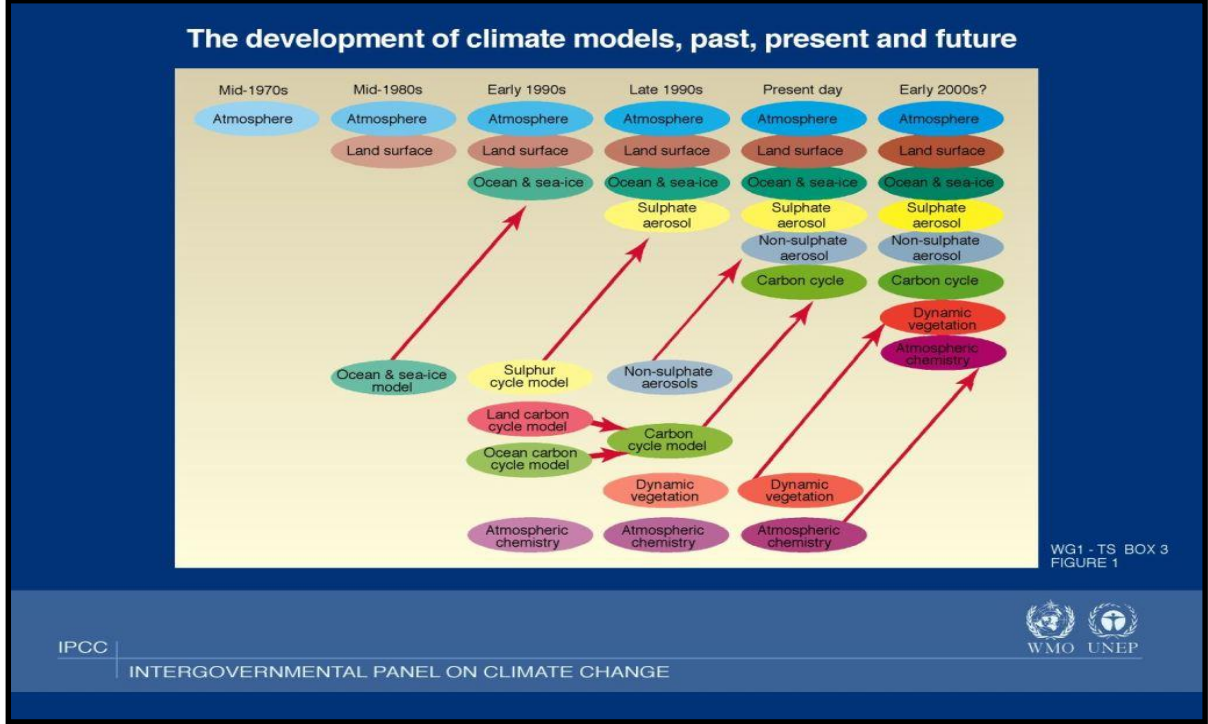 The development of climate models, past, present and future
Mid-1970s
Mid-1980s
Early 1990s
Late 1990s
Present day
Early 2000s?
Atmosphere
Atmosphere
Atmosphere
Atmosphere
Atmosphere
Atmosphere
Land surface
Land surface
Land surface
Land surface
Land surface
Ocean & sea-ice
Ocean & sea-ice
Ocean & sea-ice
Ocean & sea-ice
Sulphate
aerosol
Sulphate
aerosol
Sulphate
aerosol
Non-sulphate
aerosol
Non-sulphate
aerosol
Carbon cycle
Carbon cycle
Dynamic
vegetation
Atmospheric
chemistry
Ocean & sea-ice
model
Sulphur
cycle model
Non-sulphate
aerosols
Land carbon
cycle model
Carbon
cycle model
Ocean carbon
cycle model
Dynamic
vegetation
Dynamic
vegetation
Atmospheric
chemistry
Atmospheric
chemistry
Atmospheric
chemistry
WG1 - TS BOX 3
FIGURE 1
IPCC
INTERGOVERNMENTAL PANEL ON CLIMATE CHANGE
WMO
UNEP